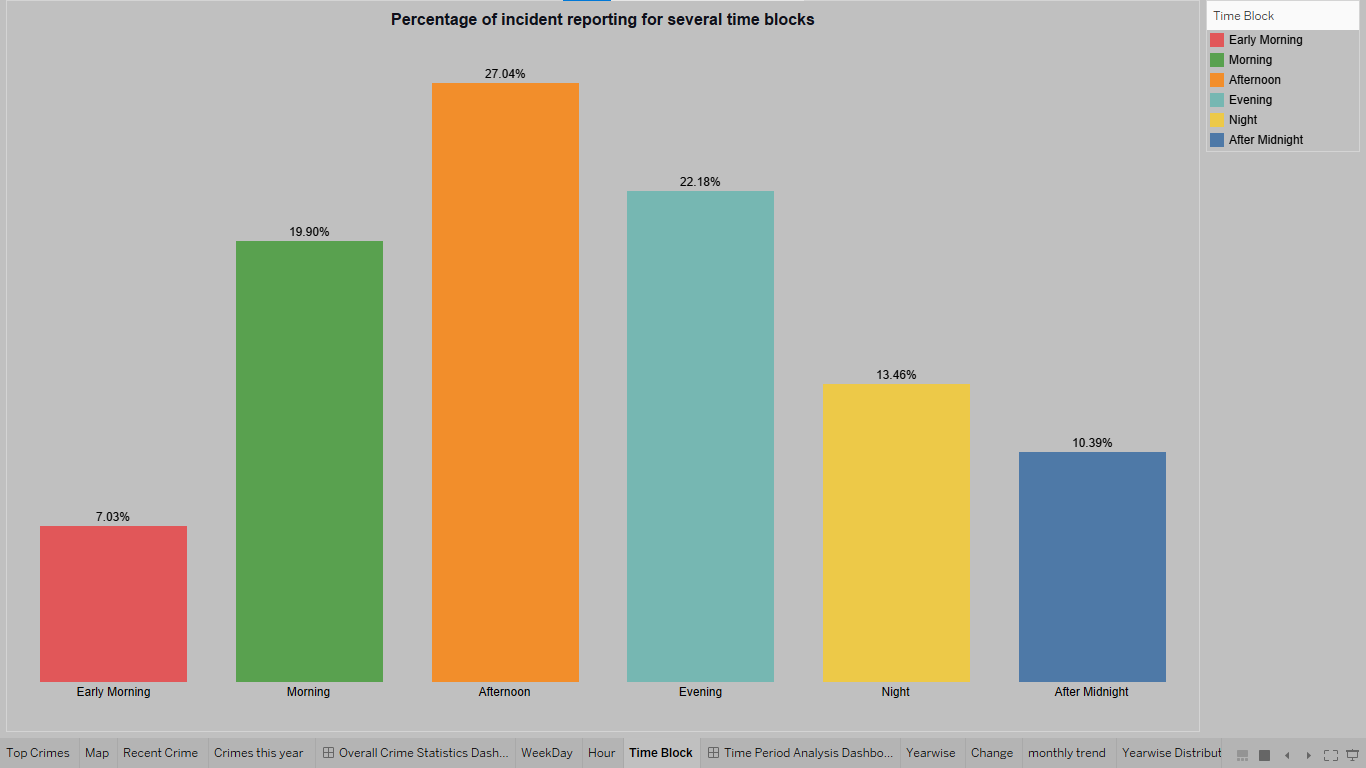 Percentage of incident reporting for several time blocks
Time Block
Early Morning
Morning
Afternoon
Evening
Night
After Midnight
27.04%
22.18%
19.90%
13.46%
10.39%
7.03%
Early Morning
Morning
Afternoon
Evening
Night
After Midnight
Top Crimes
Map
Recent Crime
Crimes this year
Overall Crime Statistics Dash...
WeekDay
Hour
Time Block
Time Period Analysis Dashbo...
Yearwise
Change
monthly trend
Yearwise Distribut